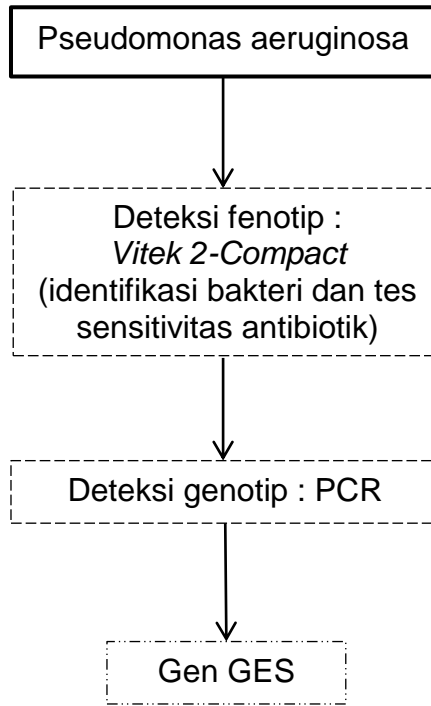 Pseudomonas aeruginosa
Deteksi fenotip :
Vitek 2-Compact
(identifikasi bakteri dan tes
sensitivitas antibiotik)
Deteksi genotip : PCR
Gen GES